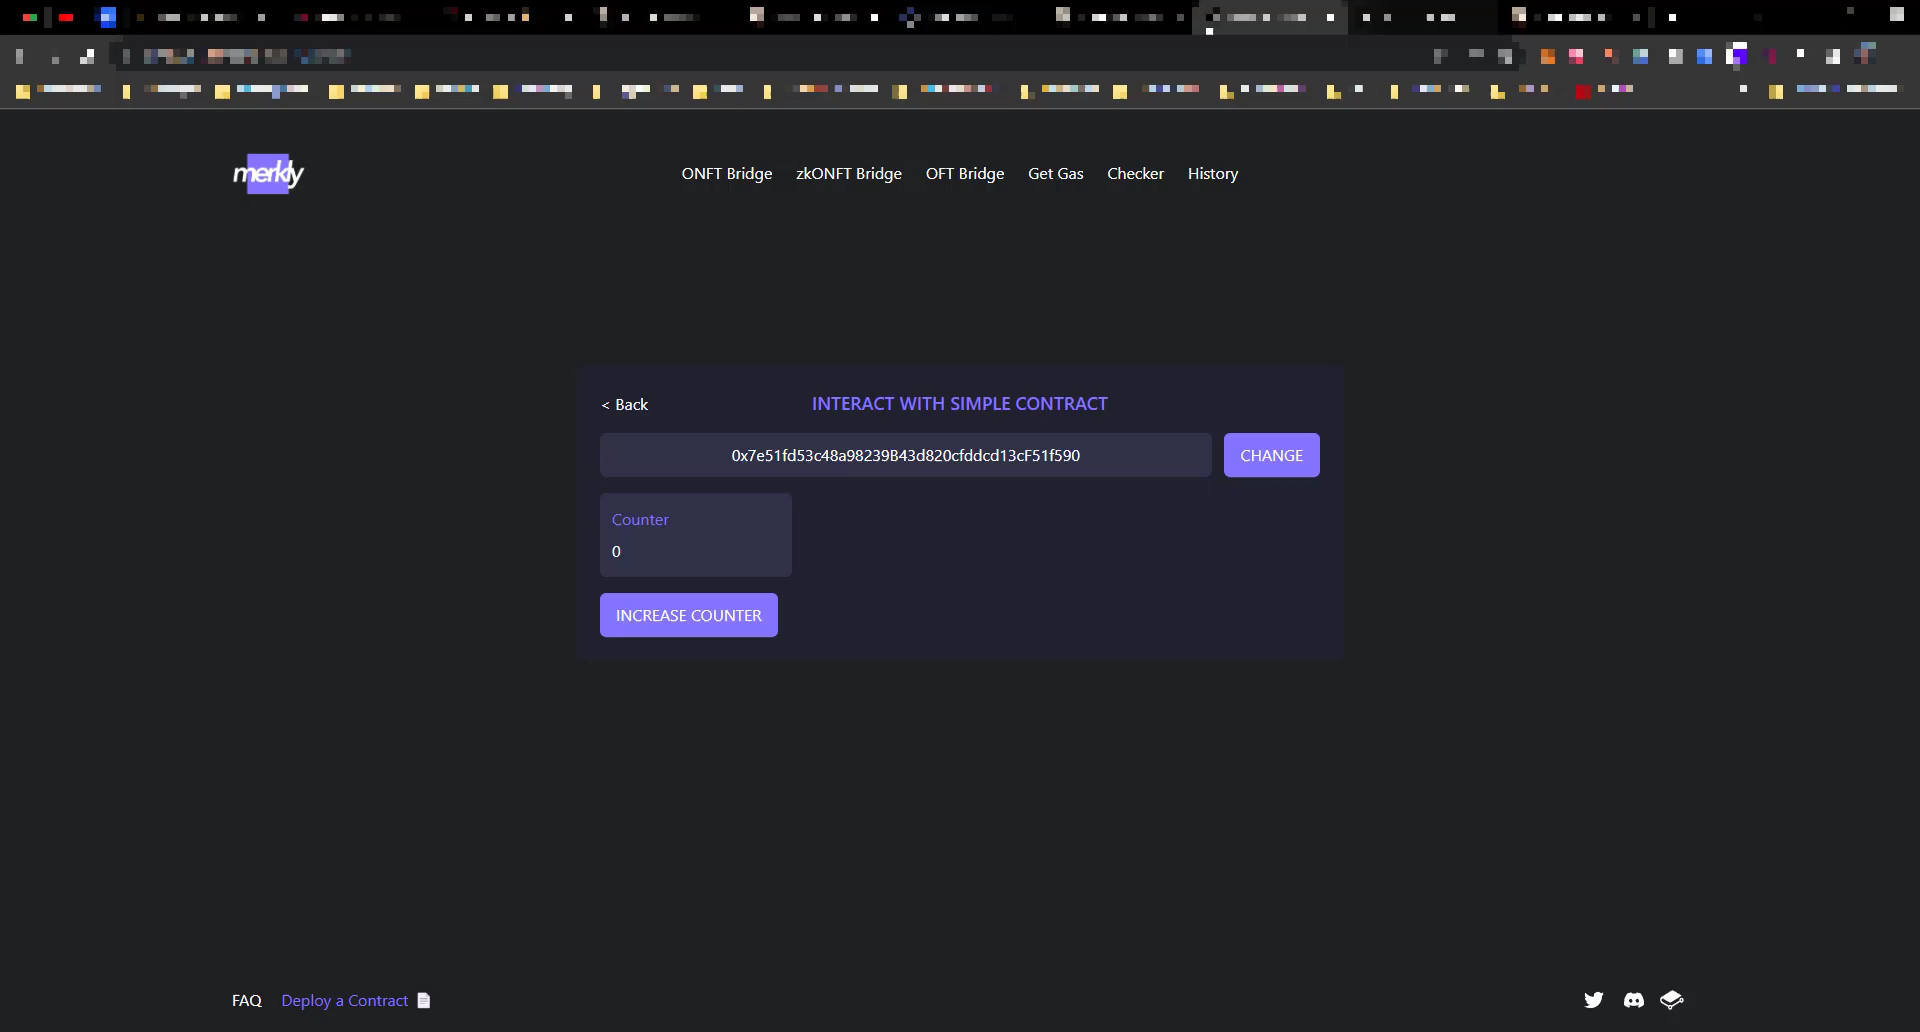 merkly
ONFT Bridge zkONFT Bridge OFT Bridge Get Gas Checker History
< Back INTERACT WITH SIMPLE CONTRACT
0x7e51fd53c48a98239B43d820cfddcd13cF51f590 CHANGE
Counter
0
INCREASE COUNTER
FAQ Deploy a Contract